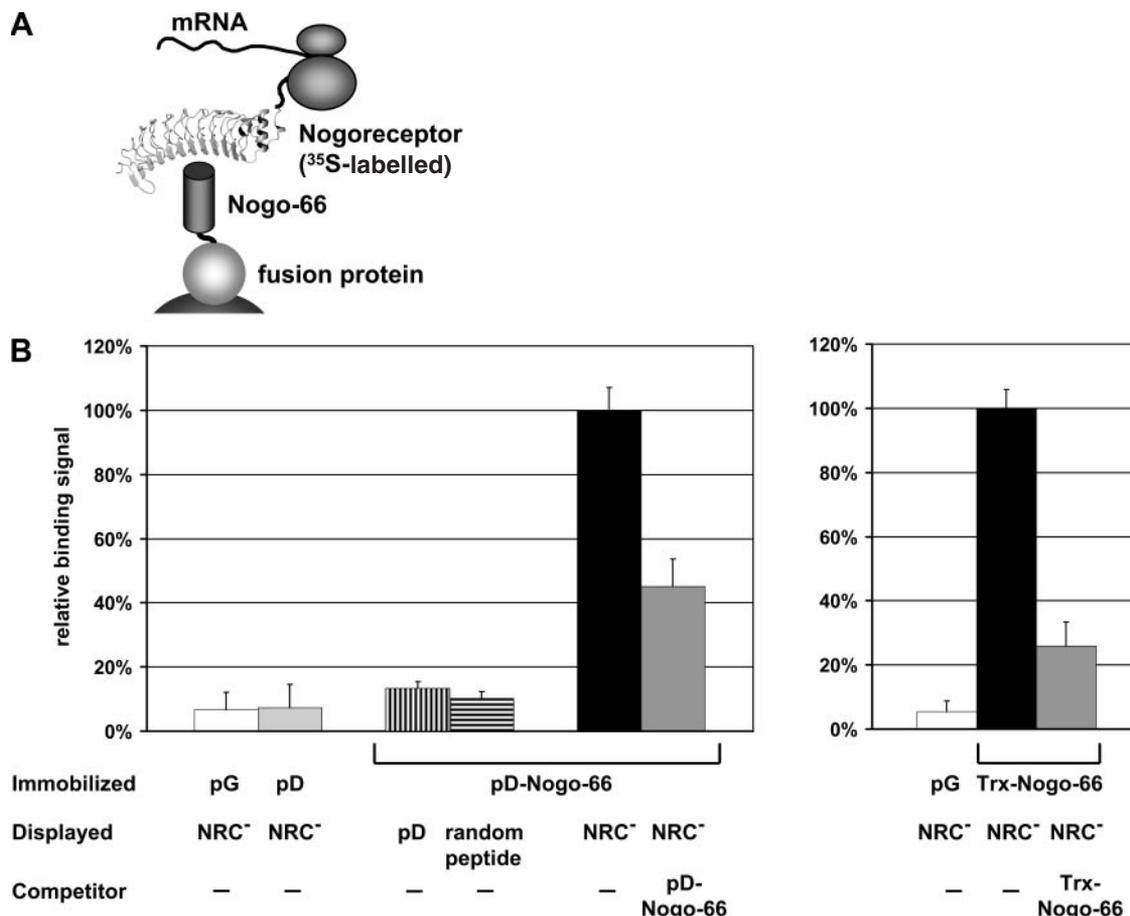 A
mRNA
Nogoreceptor
(³⁵S-labelled)
Nogo-66
fusion protein
B
relative binding signal
120%
100%
80%
60%
40%
20%
0%
120%
100%
80%
60%
40%
20%
0%
Immobilized pG pD pD-Nogo-66 pG Trx-Nogo-66
Displayed NRC⁻ NRC⁻ pD random NRC⁻ NRC⁻ NRC⁻ NRC⁻ NRC⁻
peptide
Competitor – – – – – pD- – – Trx-
Nogo-66 Nogo-66